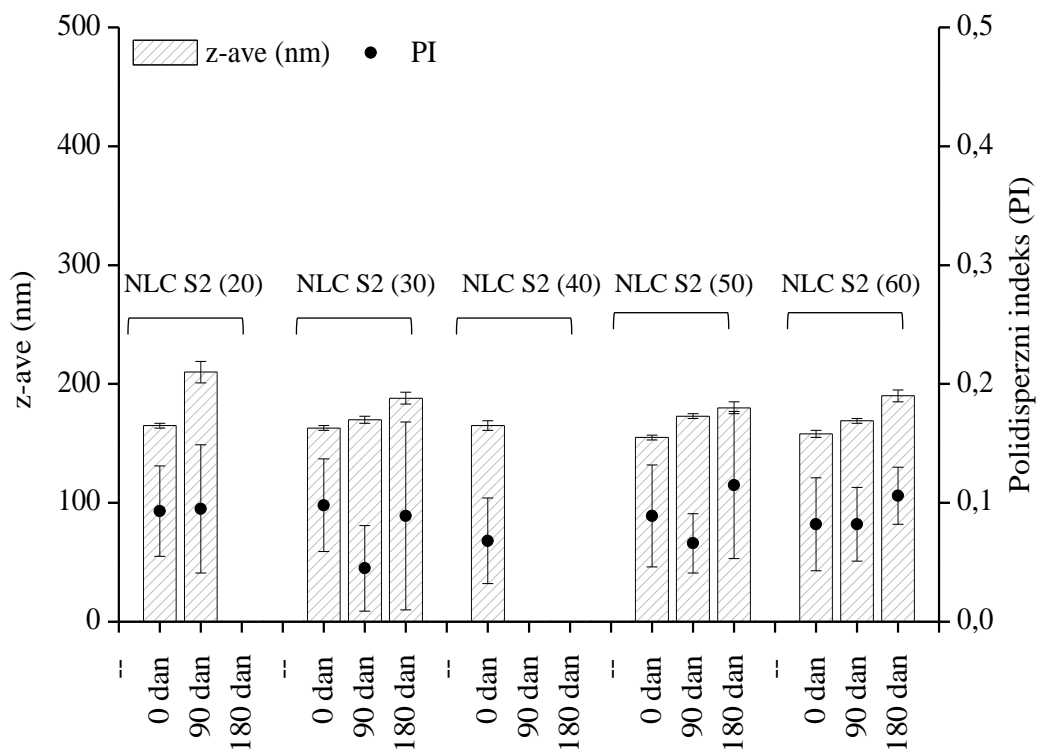 500
400
300
200
100
0
z-ave (nm)
z-ave (nm)
PI
NLC S2 (20)
NLC S2 (30)
NLC S2 (40)
NLC S2 (50)
NLC S2 (60)
0,5
0,4
0,3
0,2
0,1
0,0
Polidisperzni indeks (PI)
--
0 dan
90 dan
180 dan
--
0 dan
90 dan
180 dan
--
0 dan
90 dan
180 dan
--
0 dan
90 dan
180 dan
--
0 dan
90 dan
180 dan